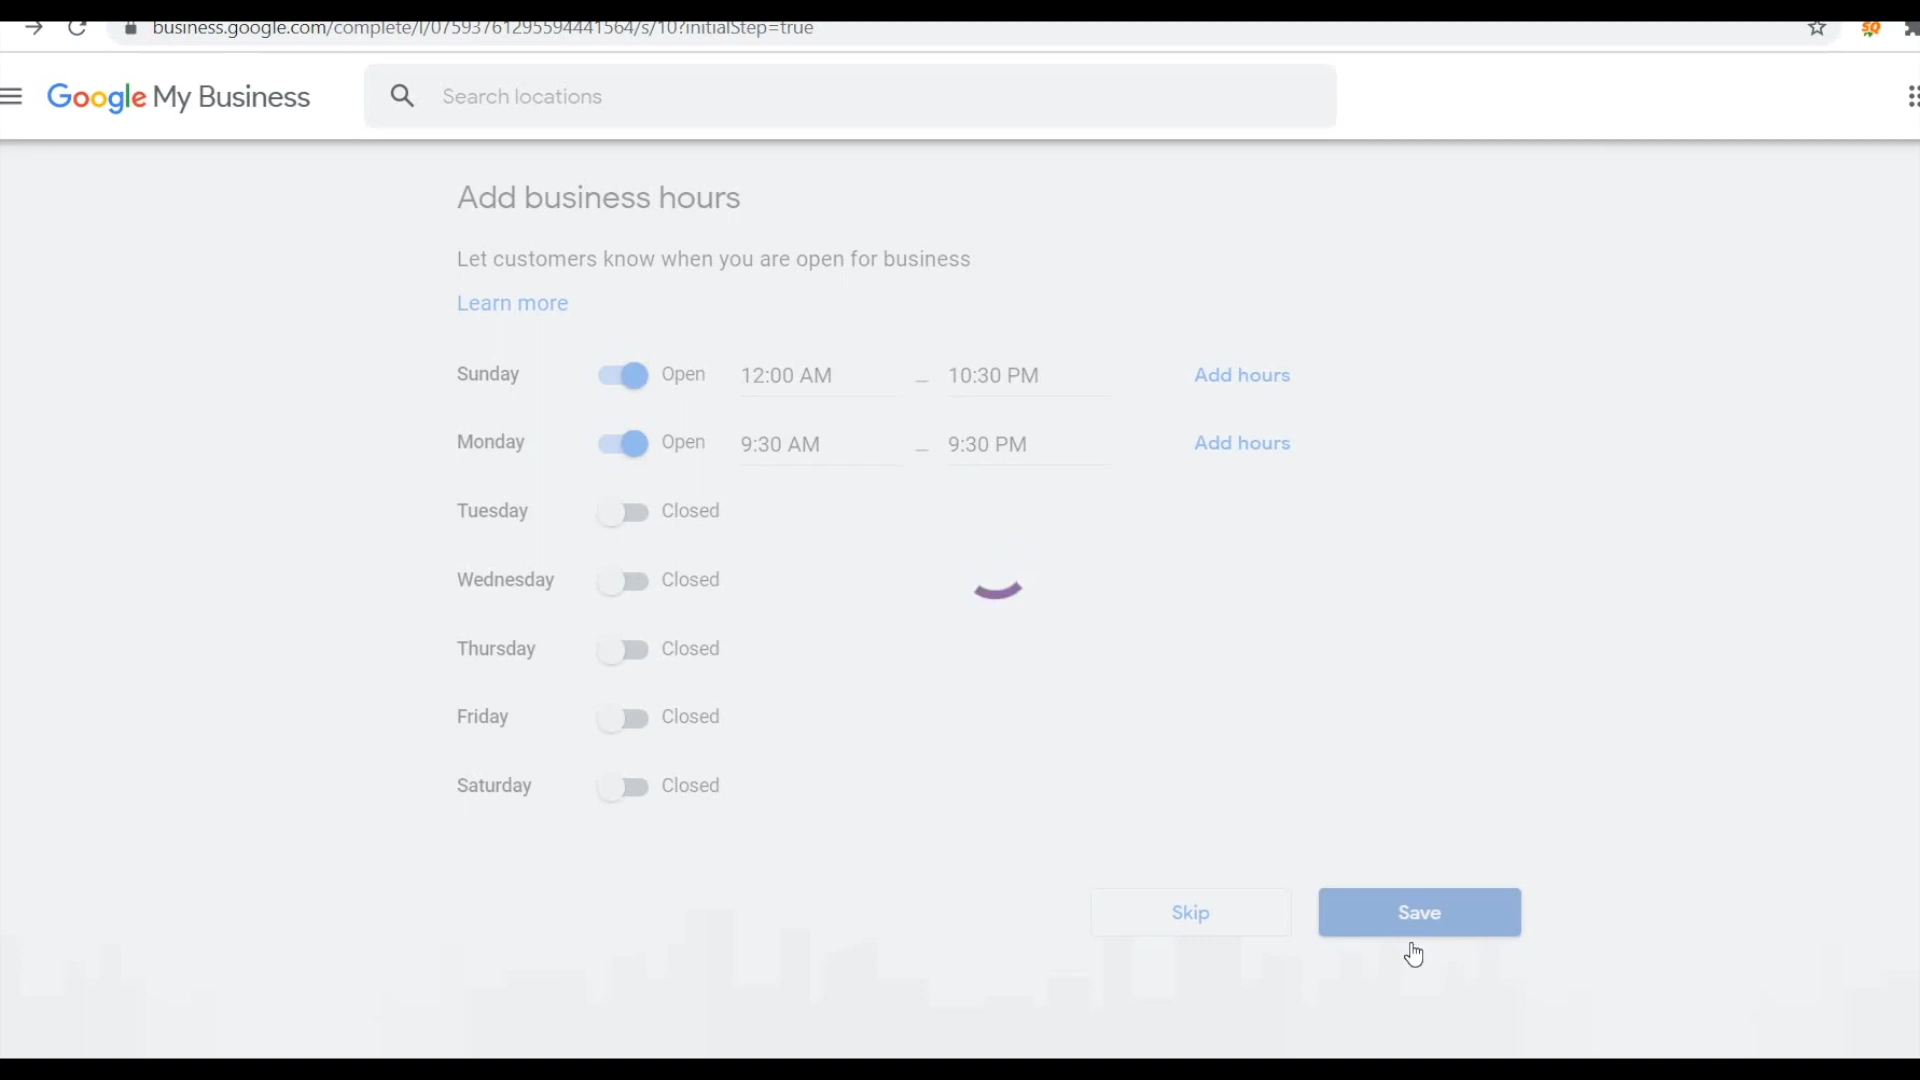 business.google.com/complete/l/07593761295594441564/s/10?initialStep=true
Google My Business
Search locations
Add business hours
Let customers know when you are open for business
Learn more
Sunday Open 12:00 AM – 10:30 PM Add hours
Monday Open 9:30 AM – 9:30 PM Add hours
Tuesday Closed
Wednesday Closed
Thursday Closed
Friday Closed
Saturday Closed
Skip Save